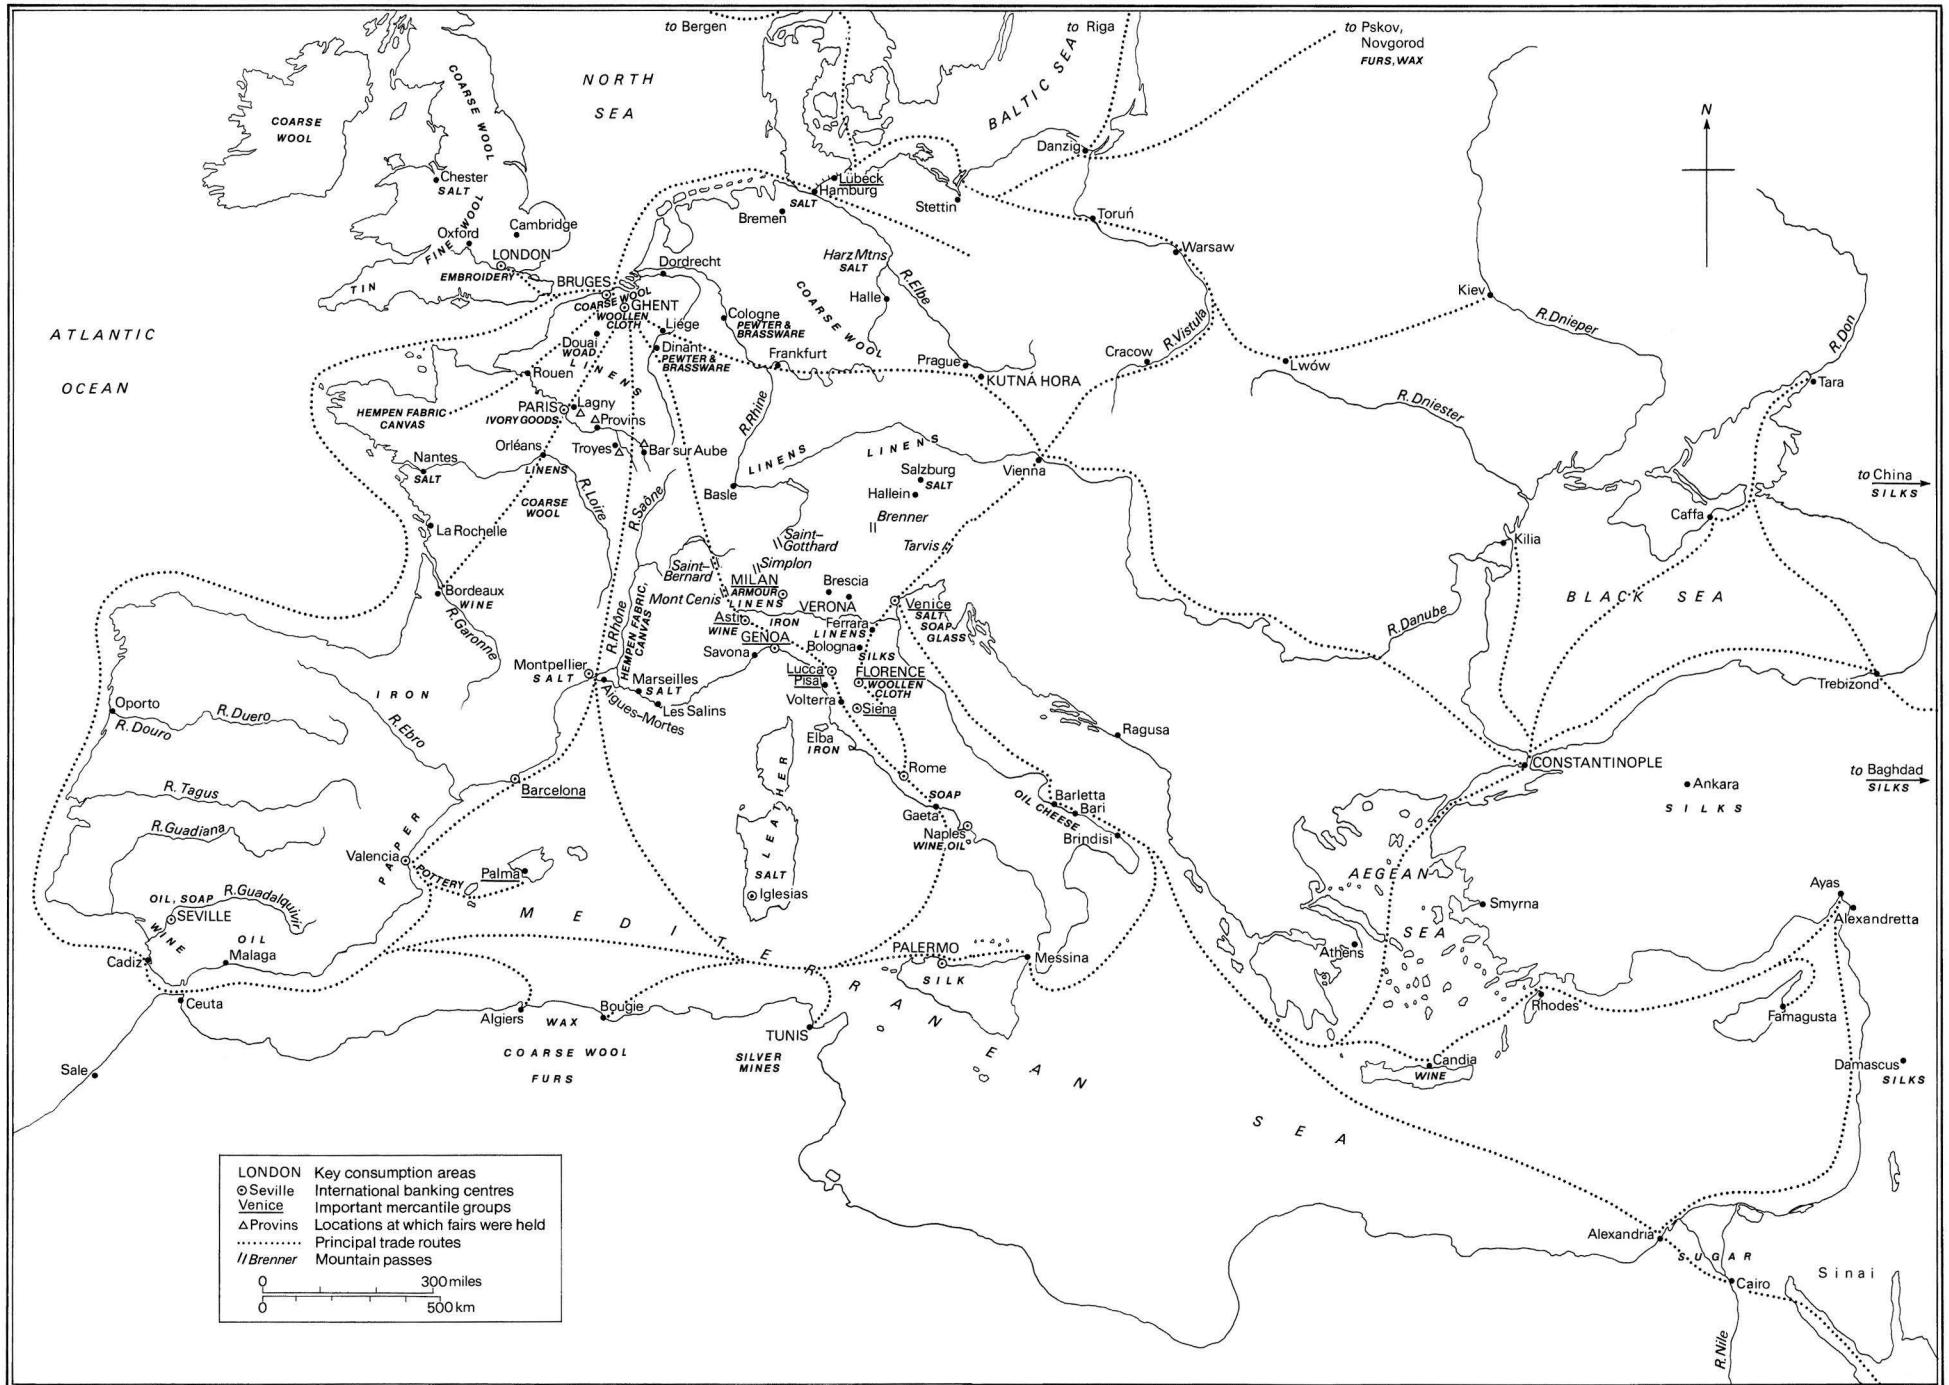 to Bergen
to Riga
to Pskov,
Novgorod
FURS, WAX
NORTH
SEA
BALTIC SEA
COARSE WOOL
COARSE
WOOL
N
Danzig
Chester
SALT
Lübeck
Hamburg
SALT
Bremen
Stettin
FINE WOOL
Cambridge
Oxford
LONDON
EMBROIDERY
TIN
Toruń
Warsaw
Harz Mtns
SALT
R.Elbe
Halle
COARSE WOOL
Dordrecht
BRUGES
COARSE WOOL
GHENT
WOOLLEN
CLOTH
Kiev
R.Dnieper
R.Don
ATLANTIC
OCEAN
Cologne
PEWTER &
BRASSWARE
Liége
Douai
WOAD
LINENS
Dinant
PEWTER &
BRASSWARE
Frankfurt
Prague
KUTNÁ HORA
Cracow
R.Vistula
Lwów
Tara
Rouen
HEMPEN FABRIC
CANVAS
PARIS
IVORY GOODS
Lagny
Provins
R.Rhine
R. Dniester
Orléans
LINENS
Troyes
Bar sur Aube
LINENS
LINENS
Nantes
SALT
COARSE
WOOL
R.Loire
R.Saône
Basle
Salzburg
SALT
Hallein
Vienna
to China
SILKS
La Rochelle
Brenner
Saint-
Gotthard
Tarvis
Caffa
Kilia
Saint-
Bernard
Simplon
Bordeaux
WINE
R.Garonne
Mont Cenis
MILAN
ARMOUR
LINENS
Brescia
VERONA
Venice
SALT
SOAP
GLASS
BLACK SEA
R.Danube
R.Rhône
HEMPEN FABRIC,
CANVAS
Asti
WINE
IRON
Ferrara
LINENS
GENOA
Savona
Bologna
SILKS
Montpellier
SALT
Marseilles
SALT
Aigues-Mortes
Les Salins
Lucca
Pisa
FLORENCE
WOOLLEN
CLOTH
Volterra
Siena
Trebizond
IRON
Oporto
R. Duero
R. Douro
R.Ebro
Elba
IRON
Ragusa
Rome
CONSTANTINOPLE
to Baghdad
SILKS
Ankara
SILKS
R. Tagus
Barcelona
SOAP
Gaeta
Barletta
OIL CHEESE
Bari
Brindisi
Naples
WINE,OIL
LEATHER
SALT
Iglesias
R.Guadiana
PAPER
Valencia
POTTERY
Palma
OIL, SOAP
R.Guadalquivir
SEVILLE
WINE
OIL
Malaga
Cadiz
AEGEAN
SEA
Smyrna
Athens
Ayas
Alexandretta
MEDITERRANEAN
SEA
PALERMO
SILK
Messina
Ceuta
Algiers
WAX
Bougie
TUNIS
Rhodes
Famagusta
Sale
COARSE WOOL
FURS
SILVER
MINES
Candia
WINE
Damascus
SILKS
Alexandria
SUGAR
Cairo
Sinai
R.Nile
LONDON Key consumption areas
Seville International banking centres
Venice Important mercantile groups
Provins Locations at which fairs were held
Principal trade routes
Brenner Mountain passes
0 300 miles
0 500 km